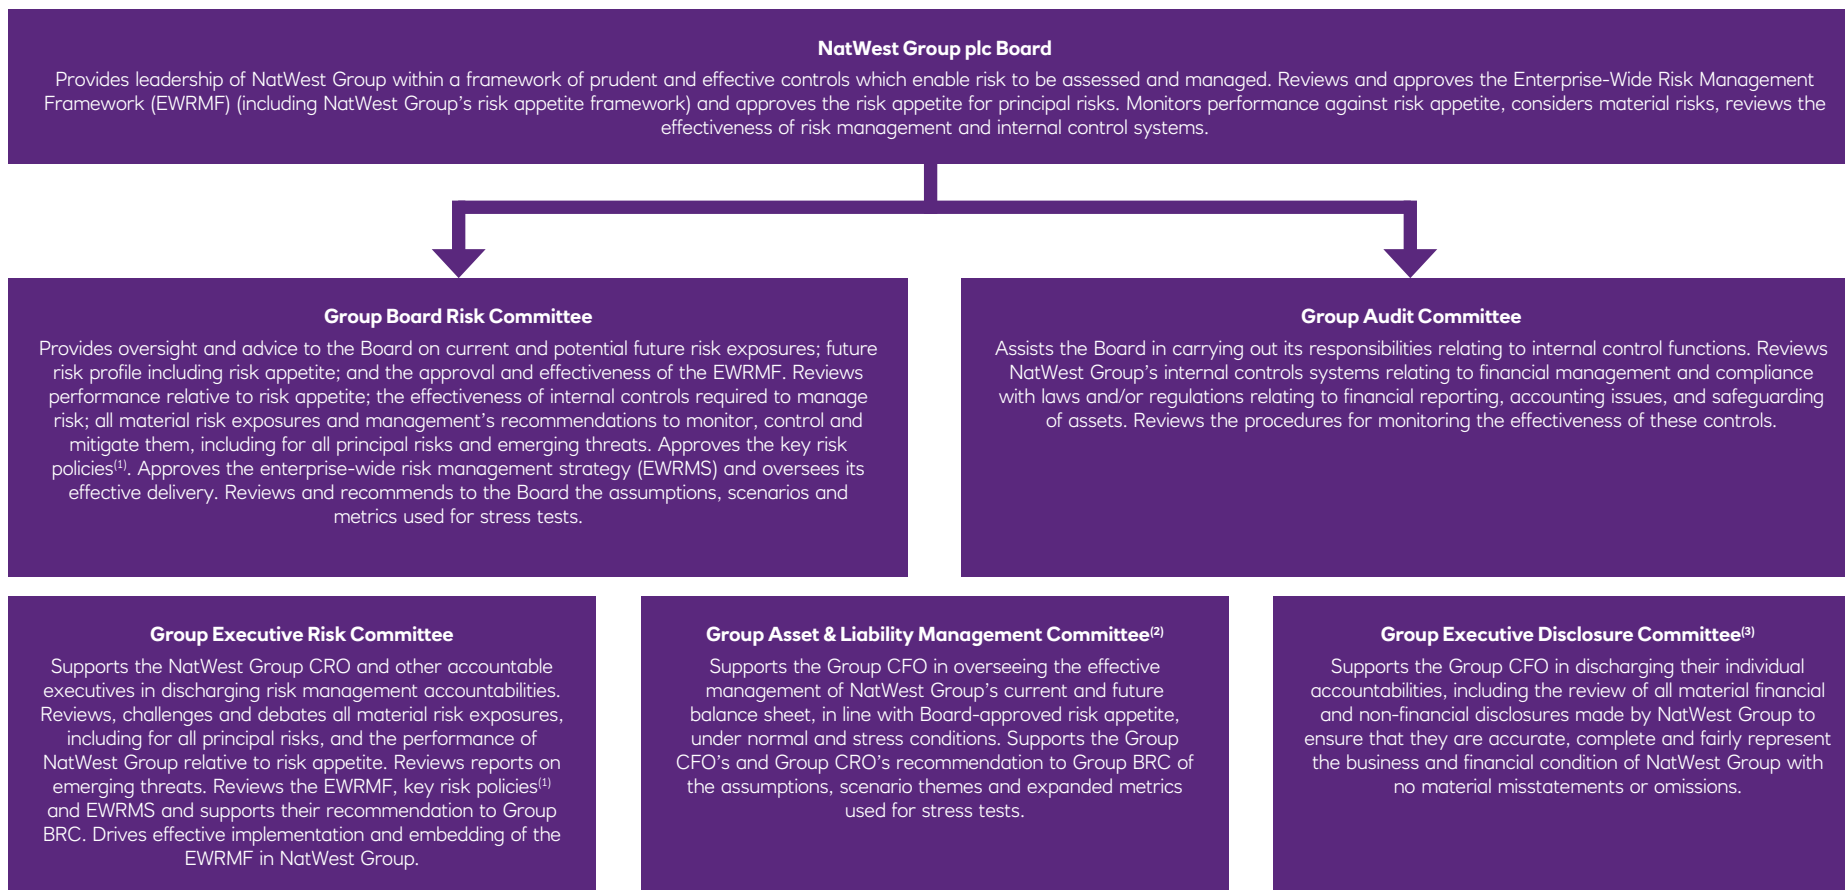 NatWest Group plc Board
Provides leadership of NatWest Group within a framework of prudent and effective controls which enable risk to be assessed and managed. Reviews and approves the Enterprise-Wide Risk Management
Framework (EWRMF) (including NatWest Group's risk appetite framework) and approves the risk appetite for principal risks. Monitors performance against risk appetite, considers material risks, reviews the
effectiveness of risk management and internal control systems.
Group Board Risk Committee
Provides oversight and advice to the Board on current and potential future risk exposures; future
risk profile including risk appetite; and the approval and effectiveness of the EWRMF. Reviews
performance relative to risk appetite; the effectiveness of internal controls required to manage
risk; all material risk exposures and management's recommendations to monitor, control and
mitigate them, including for all principal risks and emerging threats. Approves the key risk
policies(1). Approves the enterprise-wide risk management strategy (EWRMS) and oversees its
effective delivery. Reviews and recommends to the Board the assumptions, scenarios and
metrics used for stress tests.
Group Audit Committee
Assists the Board in carrying out its responsibilities relating to internal control functions. Reviews
NatWest Group's internal controls systems relating to financial management and compliance
with laws and/or regulations relating to financial reporting, accounting issues, and safeguarding
of assets. Reviews the procedures for monitoring the effectiveness of these controls.
Group Executive Risk Committee
Supports the NatWest Group CRO and other accountable
executives in discharging risk management accountabilities.
Reviews, challenges and debates all material risk exposures,
including for all principal risks, and the performance of
NatWest Group relative to risk appetite. Reviews reports on
emerging threats. Reviews the EWRMF, key risk policies(1)
and EWRMS and supports their recommendation to Group
BRC. Drives effective implementation and embedding of the
EWRMF in NatWest Group.
Group Asset & Liability Management Committee(2)
Supports the Group CFO in overseeing the effective
management of NatWest Group's current and future
balance sheet, in line with Board-approved risk appetite,
under normal and stress conditions. Supports the Group
CFO's and Group CRO's recommendation to Group BRC of
the assumptions, scenario themes and expanded metrics
used for stress tests.
Group Executive Disclosure Committee(3)
Supports the Group CFO in discharging their individual
accountabilities, including the review of all material financial
and non-financial disclosures made by NatWest Group to
ensure that they are accurate, complete and fairly represent
the business and financial condition of NatWest Group with
no material misstatements or omissions.